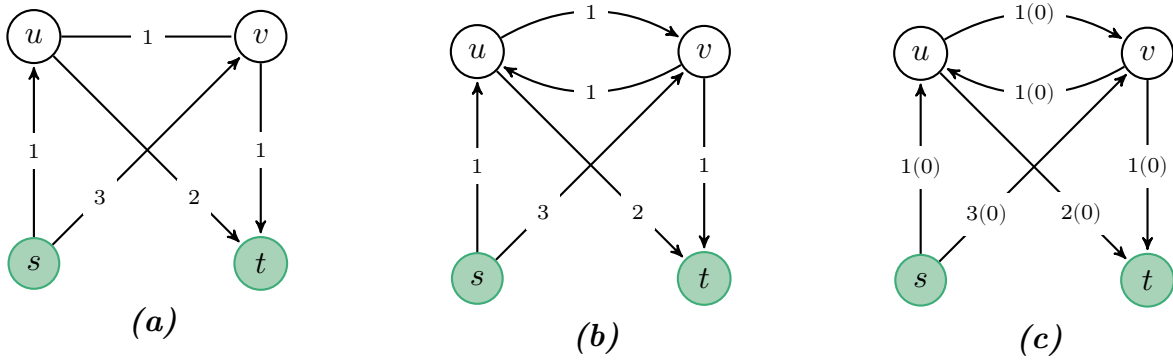 u 1 v
1 3 2 1
s t
(a)
1
u v
1
1 3 2 1
s t
(b)
1(0)
u v
1(0)
1(0) 3(0) 2(0) 1(0)
s t
(c)